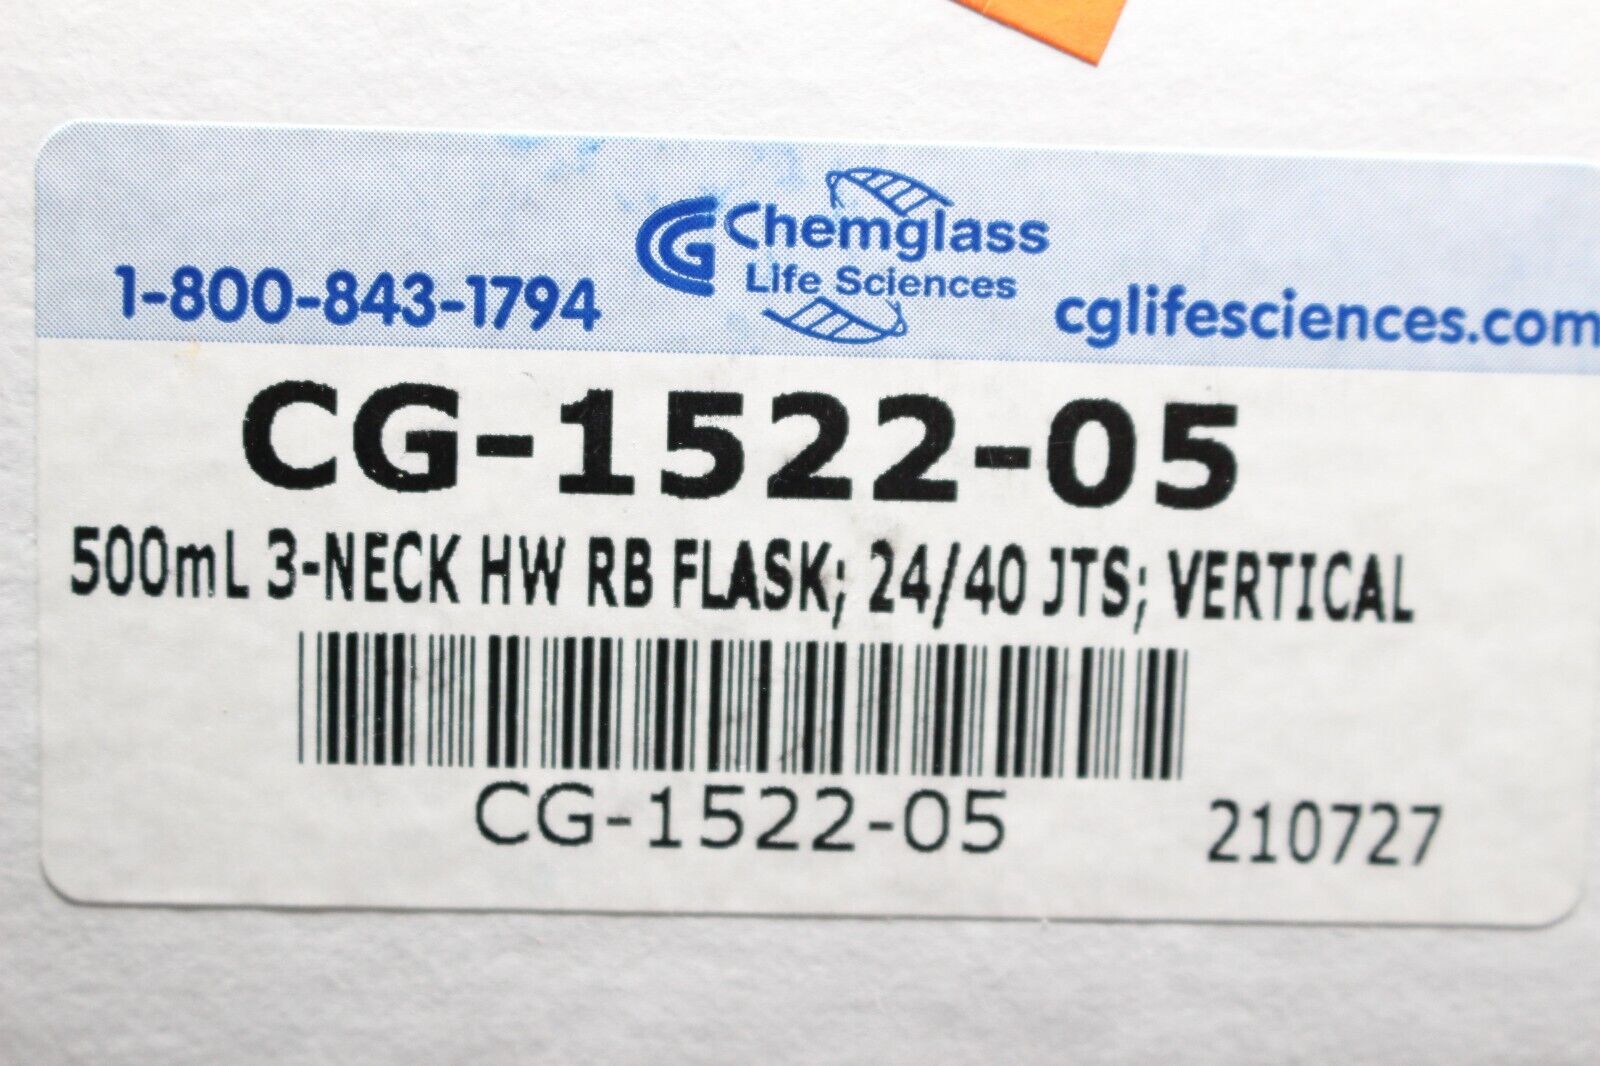 CG Chemglass
Life Sciences
1-800-843-1794
cglifesciences.com
CG-1522-05
500mL 3-NECK HW RB FLASK; 24/40 JTS; VERTICAL
CG-1522-05
210727